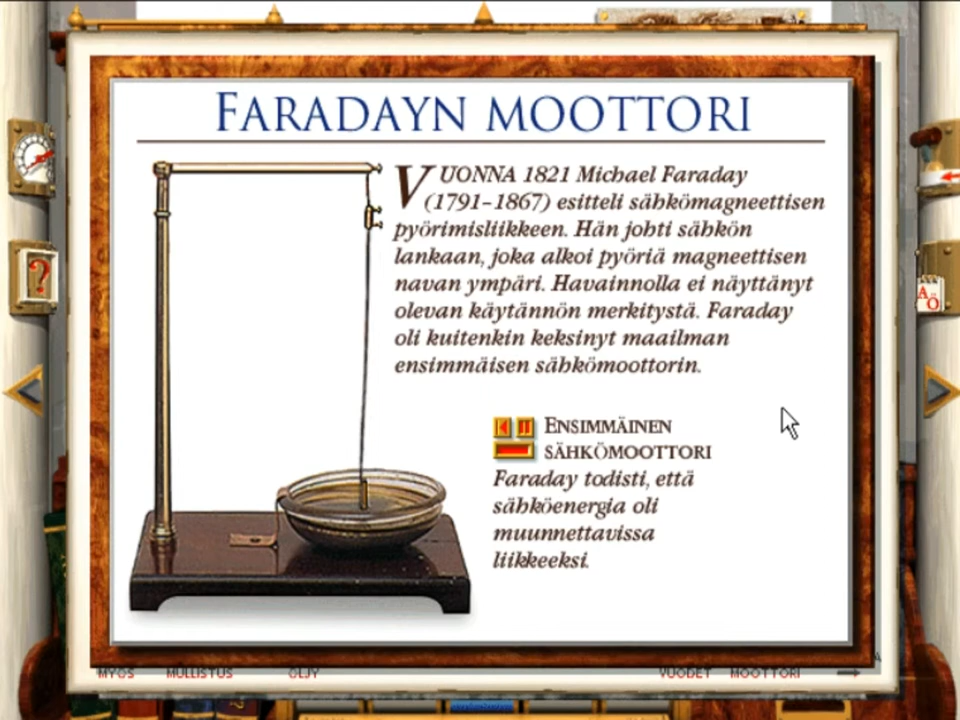 FARADAYN MOOTTORI
VUONNA 1821 Michael Faraday
(1791–1867) esitteli sähkömagneettisen
pyörimisliikkeen. Hän johti sähkön
lankaan, joka alkoi pyöriä magneettisen
navan ympäri. Havainnolla ei näyttänyt
olevan käytännön merkitystä. Faraday
oli kuitenkin keksinyt maailman
ensimmäisen sähkömoottorin.
ENSIMMÄINEN
SÄHKÖMOOTTORI
Faraday todisti, että
sähköenergia oli
muunnettavissa
liikkeeksi.
?
AÖ
MYÖS MULLISTUS ÖLJY VUODET MOOTTORI